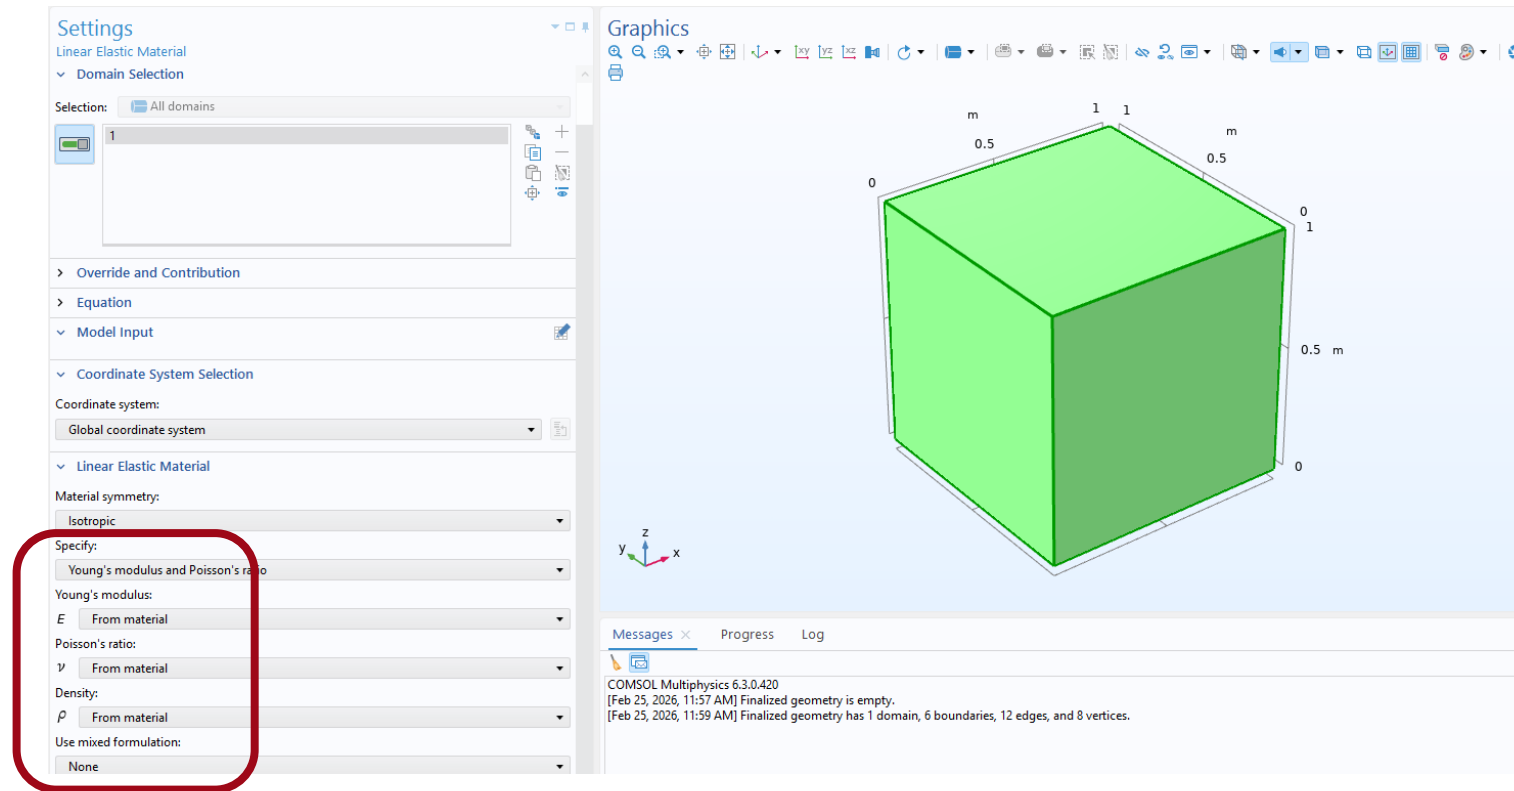 Settings
Linear Elastic Material
Domain Selection
Selection: All domains
1
Override and Contribution
Equation
Model Input
Coordinate System Selection
Coordinate system:
Global coordinate system
Linear Elastic Material
Material symmetry:
Isotropic
Specify:
Young's modulus and Poisson's ratio
Young's modulus:
E From material
Poisson's ratio:
ν From material
Density:
ρ From material
Use mixed formulation:
None
Graphics
xy yz xz
1 1
m
m
0.5
0.5
0
0
1
0.5 m
0
z
y
x
Messages Progress Log
COMSOL Multiphysics 6.3.0.420
[Feb 25, 2026, 11:57 AM] Finalized geometry is empty.
[Feb 25, 2026, 11:59 AM] Finalized geometry has 1 domain, 6 boundaries, 12 edges, and 8 vertices.